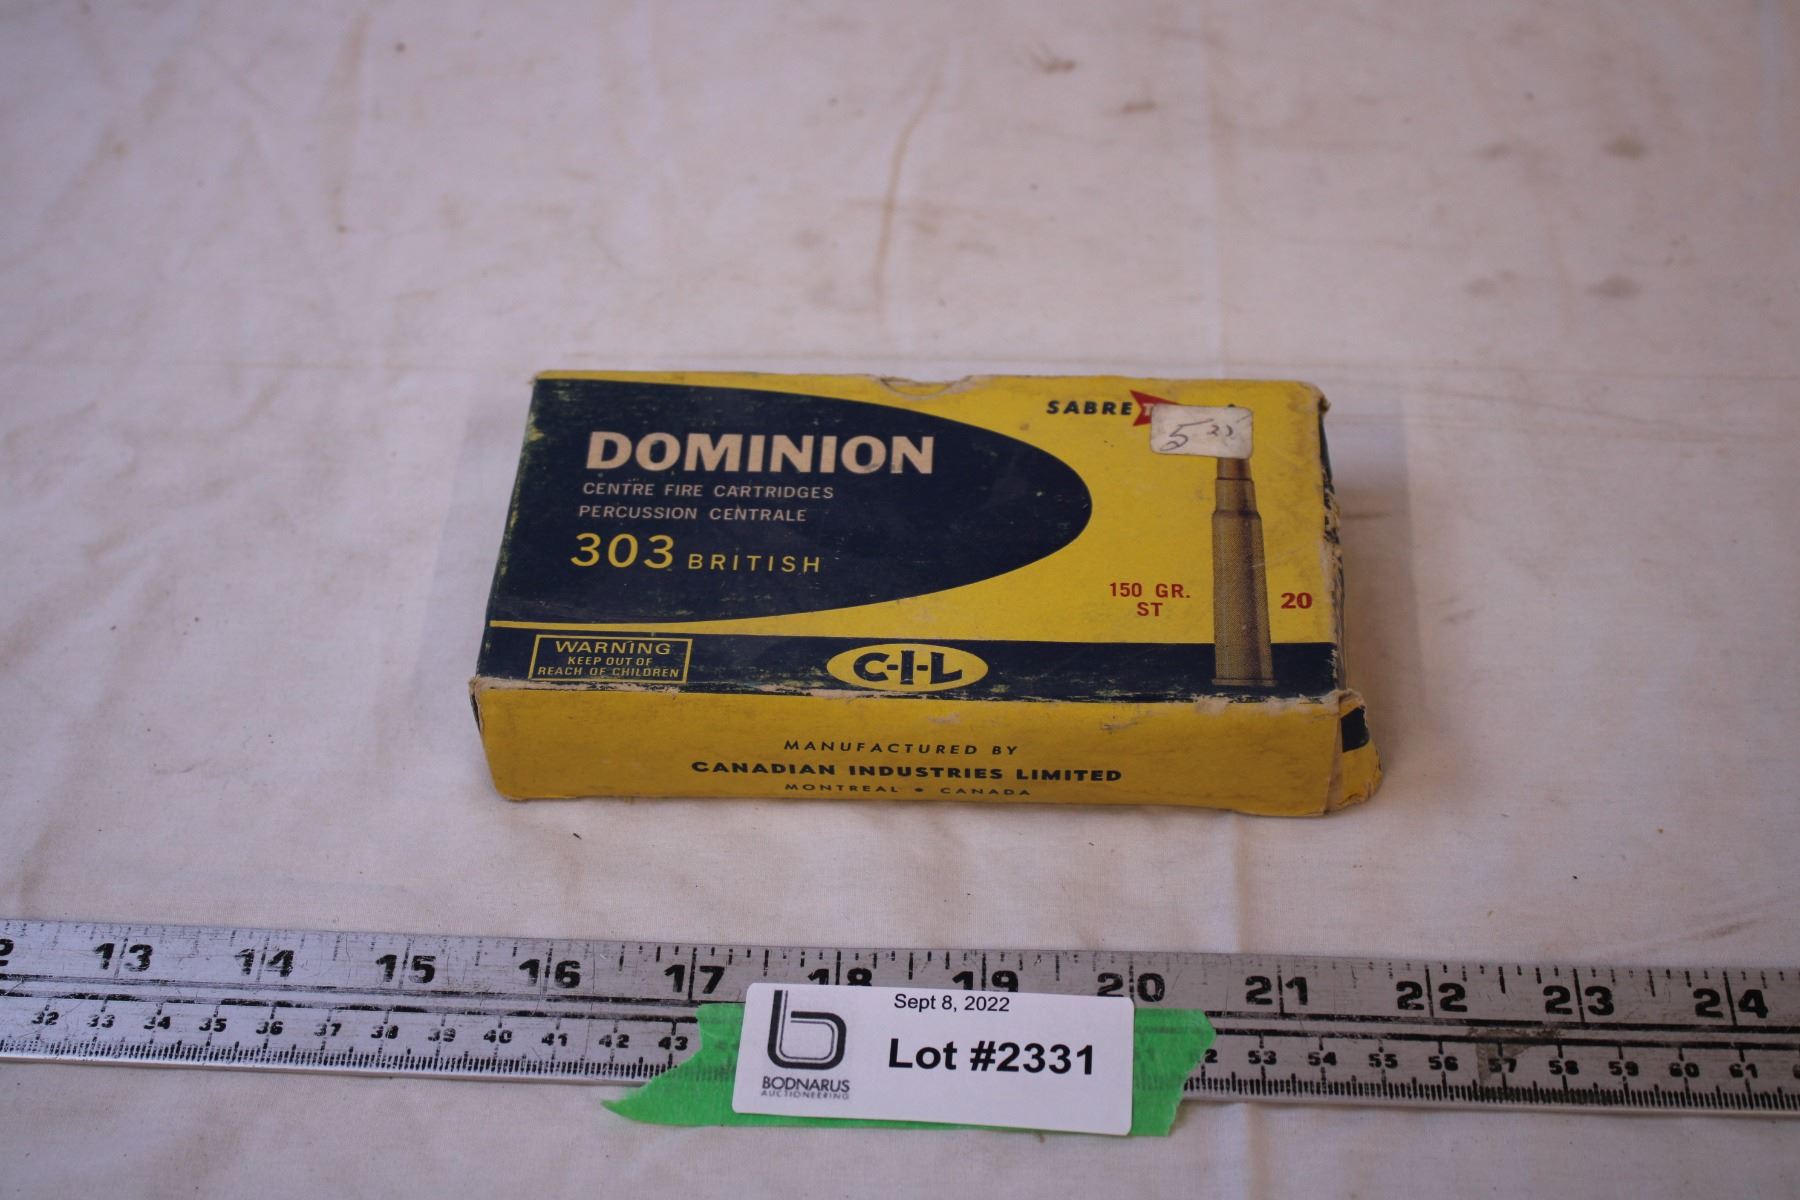 SABRE
5 25
DOMINION
CENTRE FIRE CARTRIDGES
PERCUSSION CENTRALE
303 BRITISH
150 GR.
ST
20
WARNING
KEEP OUT OF
REACH OF CHILDREN
C-I-L
MANUFACTURED BY
CANADIAN INDUSTRIES LIMITED
MONTREAL • CANADA
13 14 15 16 17 18 19 20 21 22 23 24
32 33 34 35 36 37 38 39 40 41 42 43 53 54 55 56 57 58 59 60 61
Sept 8, 2022
Lot #2331
BODNARUS
AUCTIONEERING